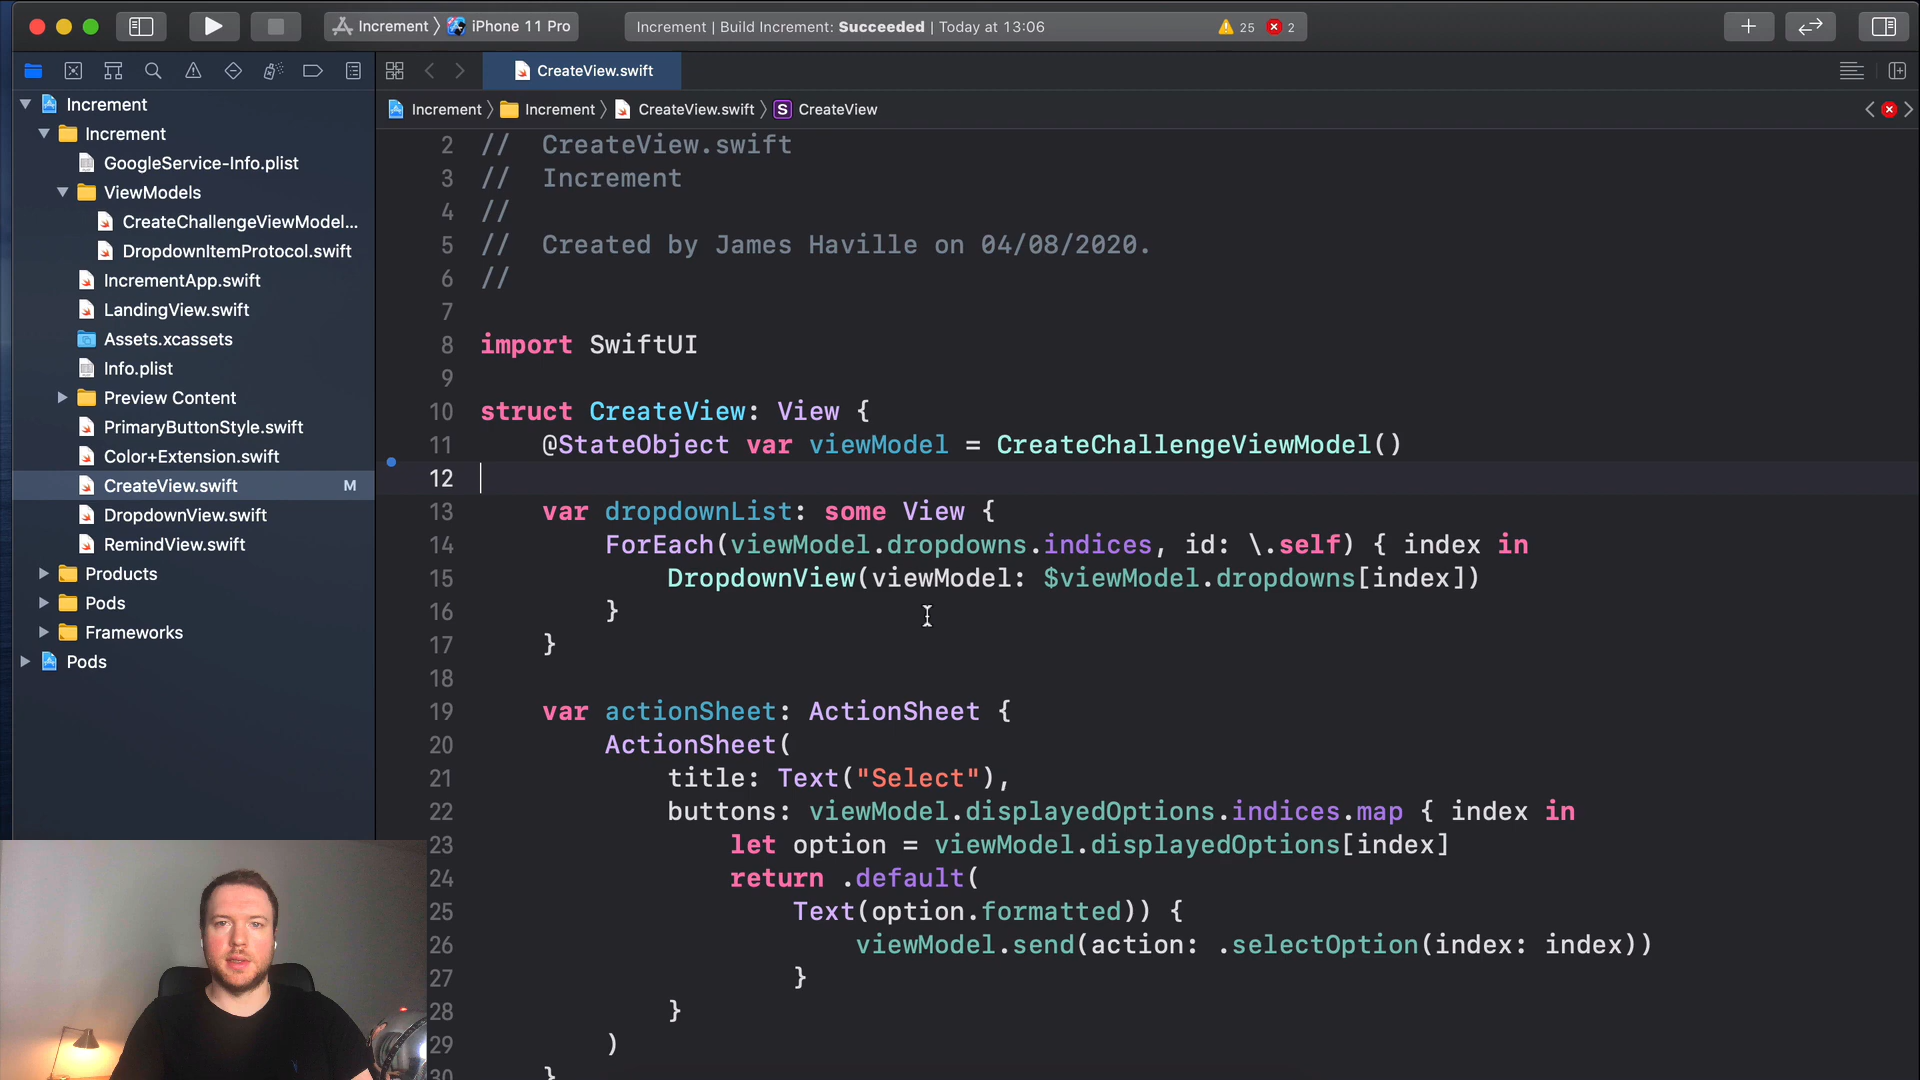 Increment 〉 iPhone 11 Pro
Increment | Build Increment: Succeeded | Today at 13:06
25
2
CreateView.swift
Increment 〉 Increment 〉 CreateView.swift 〉 S CreateView
Increment
Increment
GoogleService-Info.plist
ViewModels
CreateChallengeViewModel...
DropdownItemProtocol.swift
IncrementApp.swift
LandingView.swift
Assets.xcassets
Info.plist
Preview Content
PrimaryButtonStyle.swift
Color+Extension.swift
CreateView.swift M
DropdownView.swift
RemindView.swift
Products
Pods
Frameworks
Pods
2 //  CreateView.swift
3 //  Increment
4 //
5 //  Created by James Haville on 04/08/2020.
6 //
7
8 import SwiftUI
9
10 struct CreateView: View {
11     @StateObject var viewModel = CreateChallengeViewModel()
12
13     var dropdownList: some View {
14         ForEach(viewModel.dropdowns.indices, id: \.self) { index in
15             DropdownView(viewModel: $viewModel.dropdowns[index])
16         }
17     }
18
19     var actionSheet: ActionSheet {
20         ActionSheet(
21             title: Text("Select"),
22             buttons: viewModel.displayedOptions.indices.map { index in
23                 let option = viewModel.displayedOptions[index]
24                 return .default(
25                     Text(option.formatted)) {
26                         viewModel.send(action: .selectOption(index: index))
27                     }
28             }
29         )
30     }